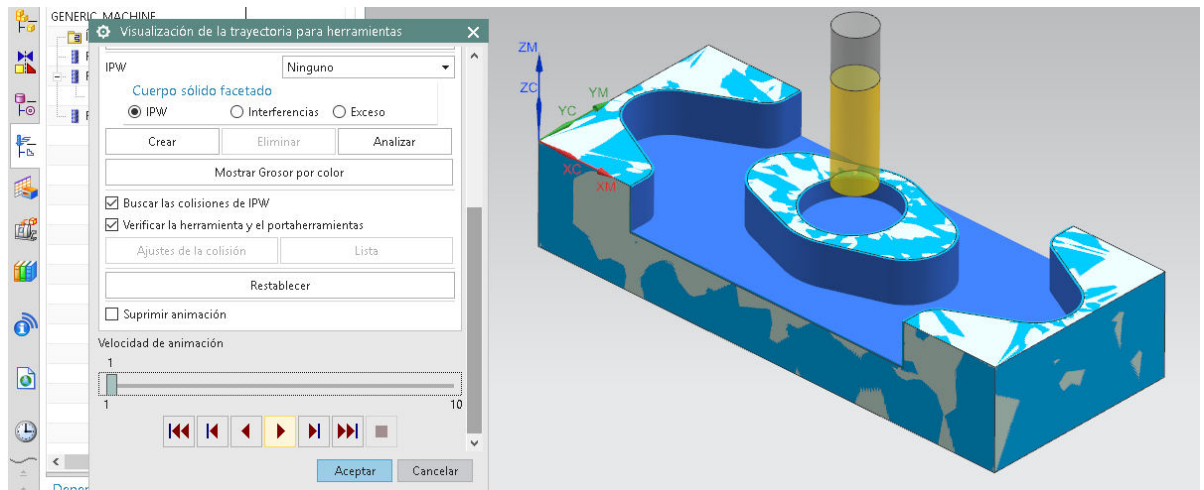 GENERIC_MACHINE
Visualización de la trayectoria para herramientas
IPW
Ninguno
Cuerpo sólido facetado
IPW
Interferencias
Exceso
Crear
Eliminar
Analizar
Mostrar Grosor por color
Buscar las colisiones de IPW
Verificar la herramienta y el portaherramientas
Ajustes de la colisión
Lista
Restablecer
Suprimir animación
Velocidad de animación
1
1
10
Aceptar
Cancelar
ZM
ZC
YM
YC
XC
XM